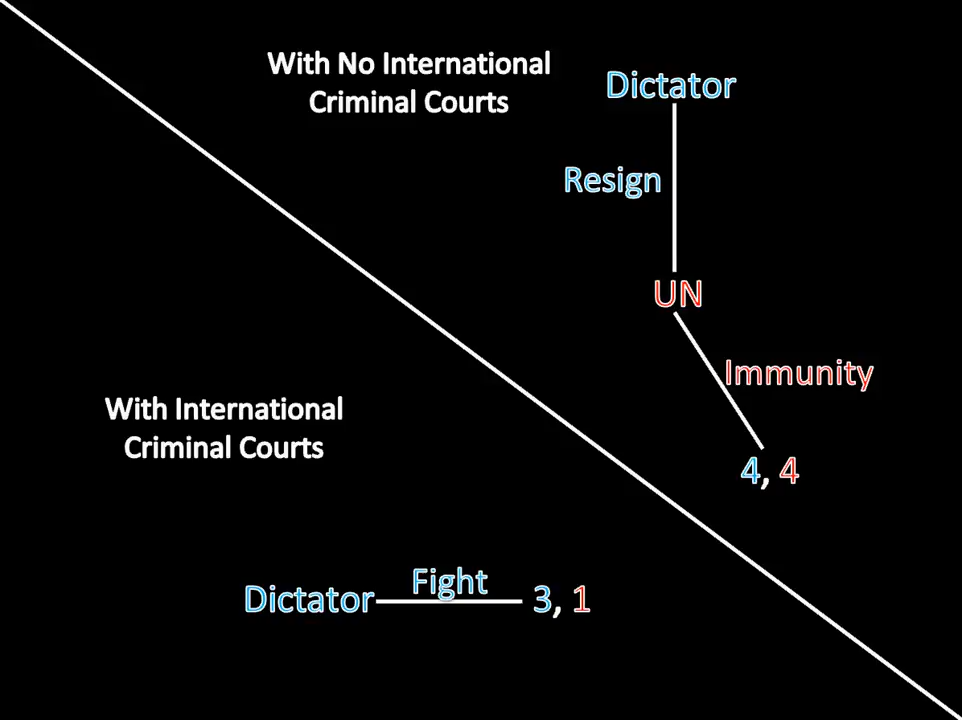 With No International
Criminal Courts
Dictator
Resign
UN
Immunity
4, 4
With International
Criminal Courts
Fight
Dictator
3, 1